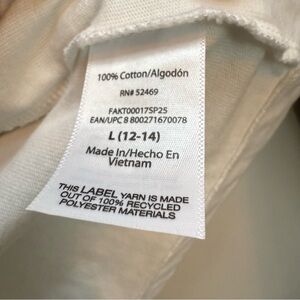 100% Cotton/Algodón
RN# 52469
FAKT00017SP25
EAN/UPC 8 800271670078
L (12-14)
Made in/Hecho En
Vietnam
THIS LABEL YARN IS MADE
OUT OF 100% RECYCLED
POLYESTER MATERIALS